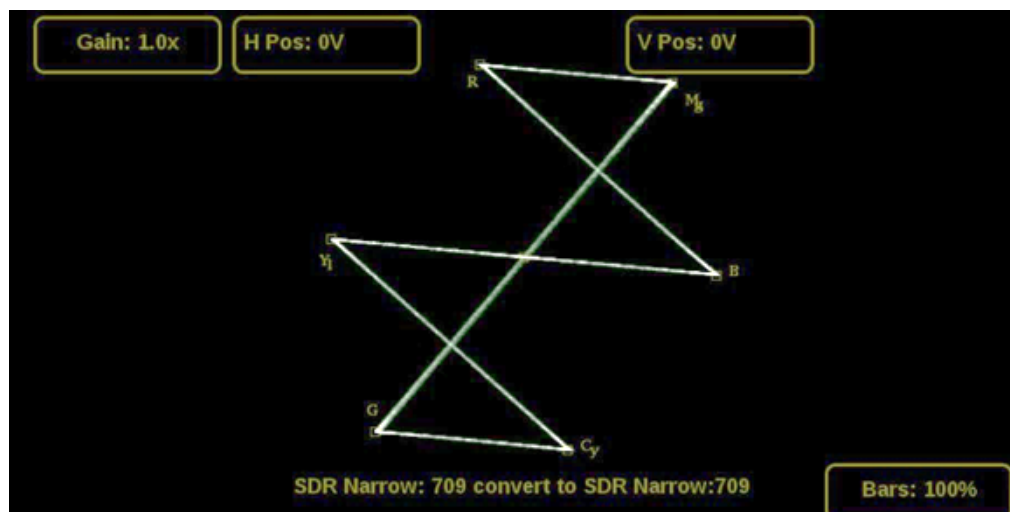 Gain: 1.0x
H Pos: 0V
V Pos: 0V
R
Mg
Yl
B
G
Cy
SDR Narrow: 709 convert to SDR Narrow:709
Bars: 100%